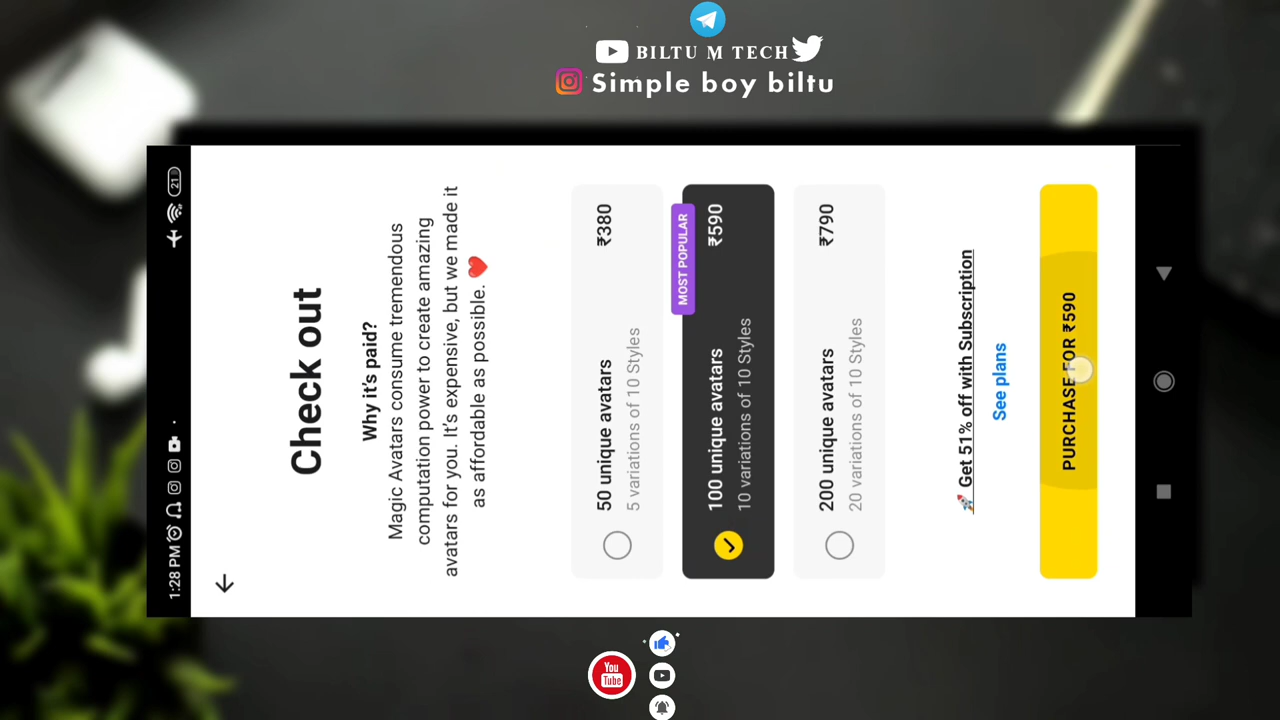 BILTU M TECH
Simple boy biltu
1:28 PM
21
Check out
Why it's paid?
Magic Avatars consume tremendous
computation power to create amazing
avatars for you. It's expensive, but we made it
as affordable as possible. ❤️
50 unique avatars ₹380
5 variations of 10 Styles
MOST POPULAR
100 unique avatars ₹590
10 variations of 10 Styles
200 unique avatars ₹790
20 variations of 10 Styles
🚀 Get 51% off with Subscription
See plans
PURCHASE FOR ₹590
You
Tube